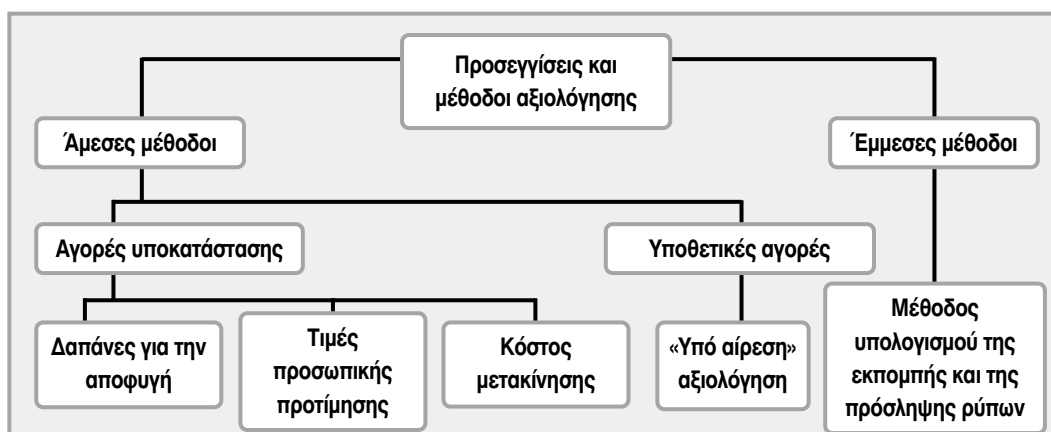 Προσεγγίσεις και
μέθοδοι αξιολόγησης
Άμεσες μέθοδοι
Έμμεσες μέθοδοι
Αγορές υποκατάστασης
Υποθετικές αγορές
Δαπάνες για την
αποφυγή
Τιμές
προσωπικής
προτίμησης
Κόστος
μετακίνησης
«Υπό αίρεση»
αξιολόγηση
Μέθοδος
υπολογισμού της
εκπομπής και της
πρόσληψης ρύπων